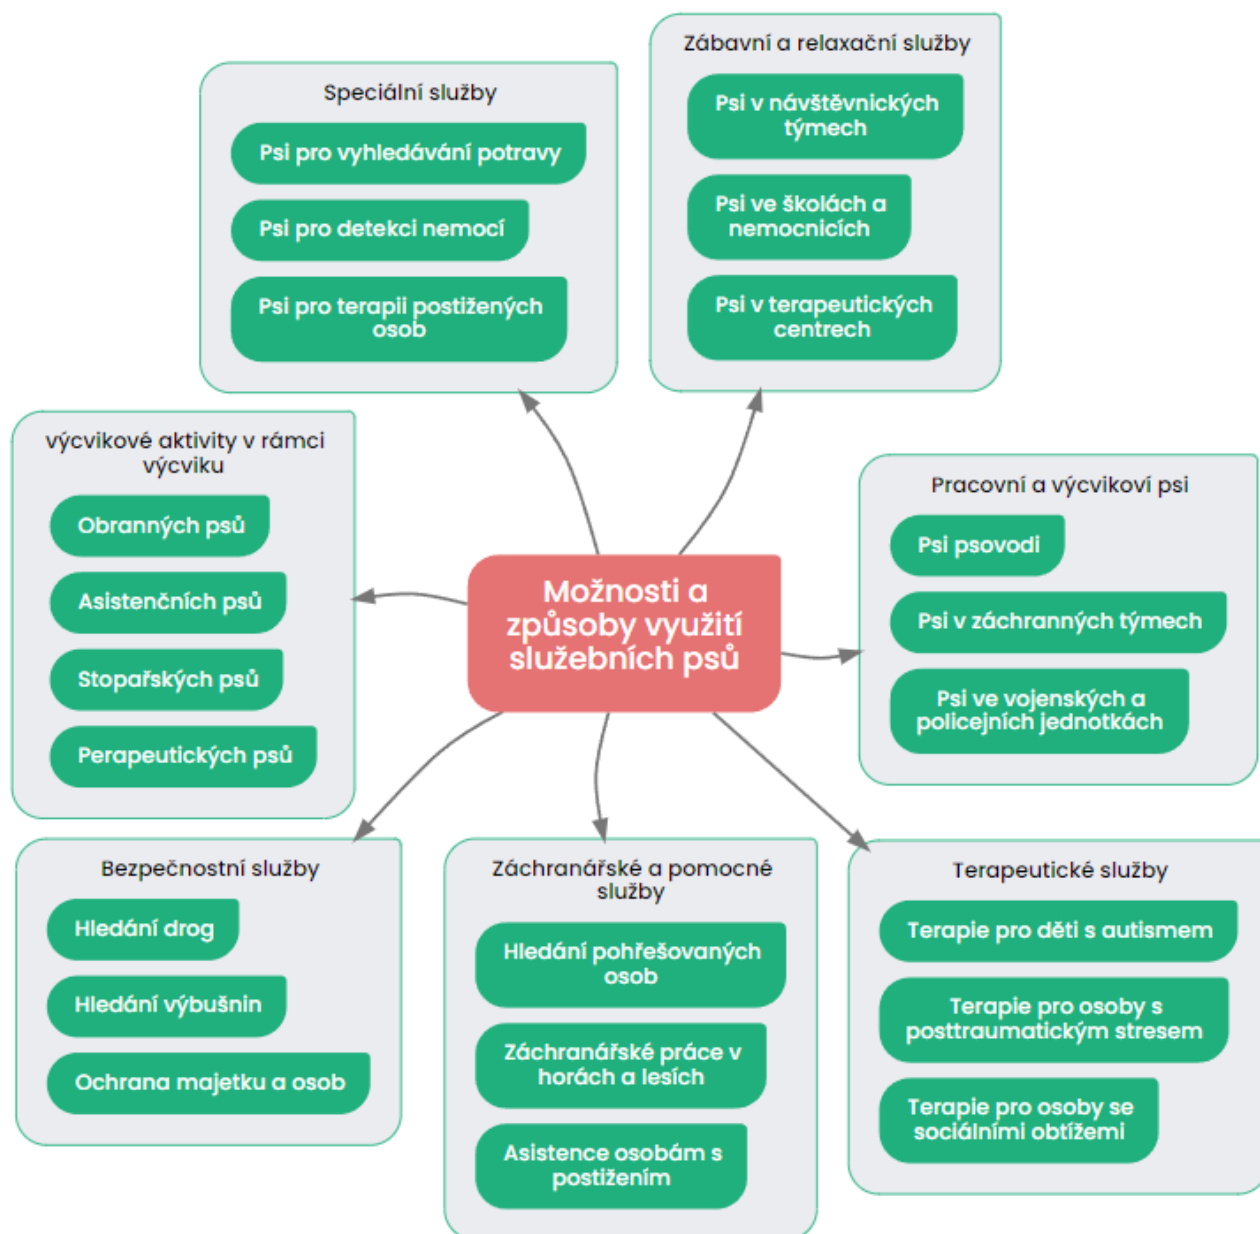 Speciální služby
Psi pro vyhledávání potravy
Psi pro detekci nemocí
Psi pro terapii postižených
osob
Zábavní a relaxační služby
Psi v návštěvnických
týmech
Psi ve školách a
nemocnicích
Psi v terapeutických
centrech
výcvikové aktivity v rámci
výcviku
Obranných psů
Asistenčních psů
Stopařských psů
Perapeutických psů
Možnosti a
způsoby využití
služebních psů
Pracovní a výcvikoví psi
Psi psovodi
Psi v záchranných týmech
Psi ve vojenských a
policejních jednotkách
Bezpečnostní služby
Hledání drog
Hledání výbušnin
Ochrana majetku a osob
Záchranářské a pomocné
služby
Hledání pohřešovaných
osob
Záchranářské práce v
horách a lesích
Asistence osobám s
postižením
Terapeutické služby
Terapie pro děti s autismem
Terapie pro osoby s
posttraumatickým stresem
Terapie pro osoby se
sociálními obtížemi